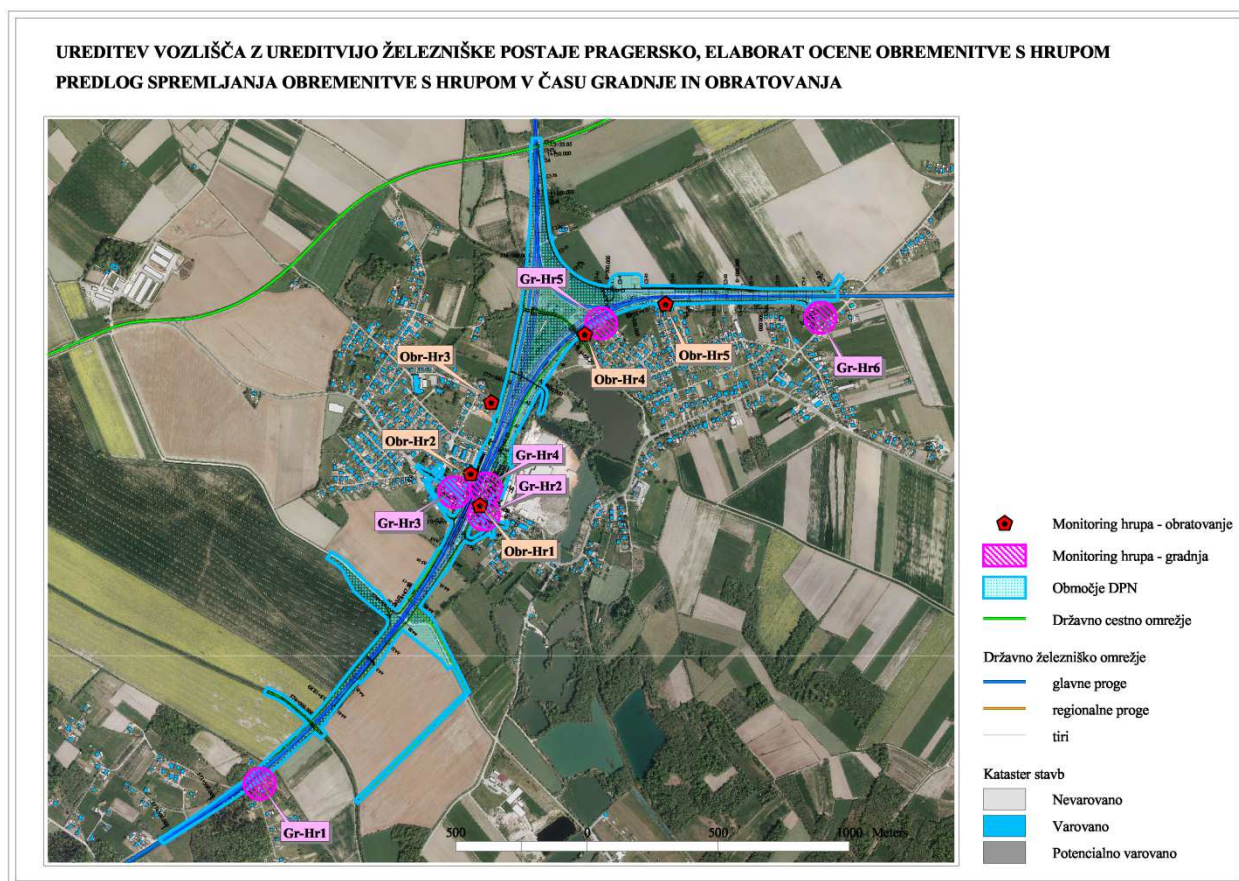 UREDITEV VOZLIŠČA Z UREDITVIJO ŽELEZNIŠKE POSTAJE PRAGERSKO, ELABORAT OCENE OBREMENITVE S HRUPOM
PREDLOG SPREMLJANJA OBREMENITVE S HRUPOM V ČASU GRADNJE IN OBRATOVANJA
Gr-Hr5
Obr-Hr3
Obr-Hr4
Obr-Hr5
Gr-Hr6
Obr-Hr2
Gr-Hr4
Gr-Hr2
Gr-Hr3
Obr-Hr1
Gr-Hr1
500 0 500 1000 Meters
Monitoring hrupa - obratovanje
Monitoring hrupa - gradnja
Območje DPN
Državno cestno omrežje
Državno železniško omrežje
glavne proge
regionalne proge
tiri
Kataster stavb
Nevarovano
Varovano
Potencialno varovano